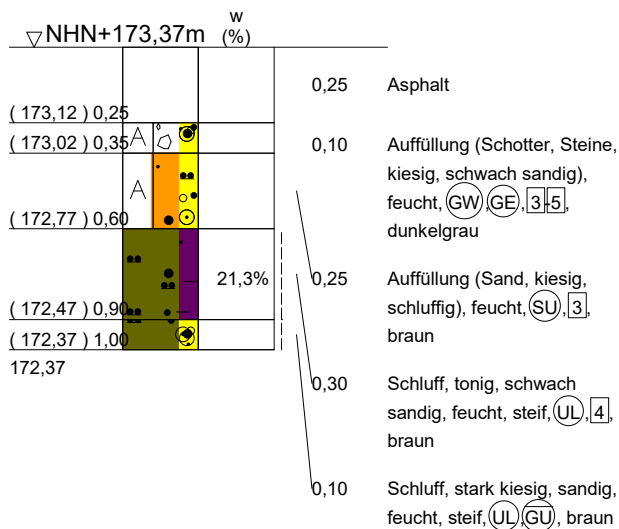 w
NHN+173,37m (%)
0,25 Asphalt
( 173,12 ) 0,25
( 173,02 ) 0,35 A
0,10 Auffüllung (Schotter, Steine,
kiesig, schwach sandig),
feucht, GW, GE, 3-5,
dunkelgrau
A
( 172,77 ) 0,60
0,25 Auffüllung (Sand, kiesig,
schluffig), feucht, SU, 3,
braun
21,3%
( 172,47 ) 0,90
( 172,37 ) 1,00
172,37
0,30 Schluff, tonig, schwach
sandig, feucht, steif, UL, 4,
braun
0,10 Schluff, stark kiesig, sandig,
feucht, steif, UL, GU, braun